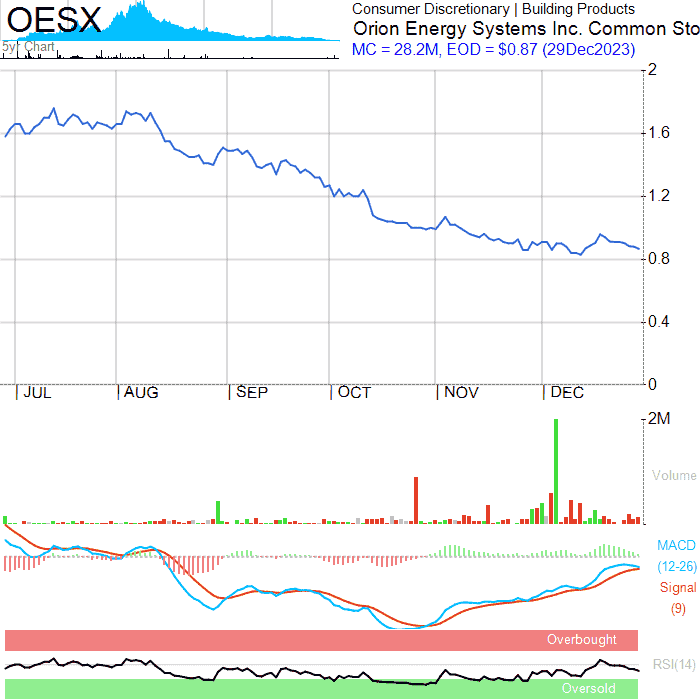 OESX
5yr Chart
Consumer Discretionary | Building Products
Orion Energy Systems Inc. Common Sto
MC = 28.2M, EOD = $0.87 (29Dec2023)
2
1.6
1.2
0.8
0.4
0
JUL AUG SEP OCT NOV DEC
2M
Volume
MACD
(12-26)
Signal
(9)
Overbought
RSI(14)
Oversold